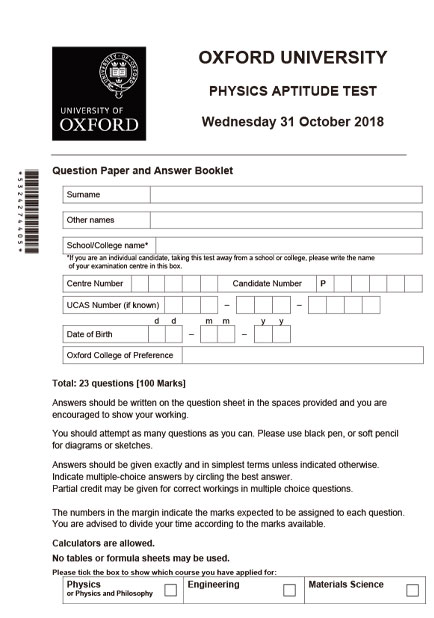 OXFORD UNIVERSITY
PHYSICS APTITUDE TEST
Wednesday 31 October 2018
UNIVERSITY OF
OXFORD
Question Paper and Answer Booklet
*5324274405*
Surname
Other names
School/College name*
*If you are an individual candidate, taking this test away from a school or college, please write the name
of your examination centre in this box.
Centre Number Candidate Number P
UCAS Number (if known) – –
d d m m y y
Date of Birth – –
Oxford College of Preference
Total: 23 questions [100 Marks]
Answers should be written on the question sheet in the spaces provided and you are
encouraged to show your working.
You should attempt as many questions as you can. Please use black pen, or soft pencil
for diagrams or sketches.
Answers should be given exactly and in simplest terms unless indicated otherwise.
Indicate multiple-choice answers by circling the best answer.
Partial credit may be given for correct workings in multiple choice questions.
The numbers in the margin indicate the marks expected to be assigned to each question.
You are advised to divide your time according to the marks available.
Calculators are allowed.
No tables or formula sheets may be used.
Please tick the box to show which course you have applied for:
Physics Engineering Materials Science
or Physics and Philosophy